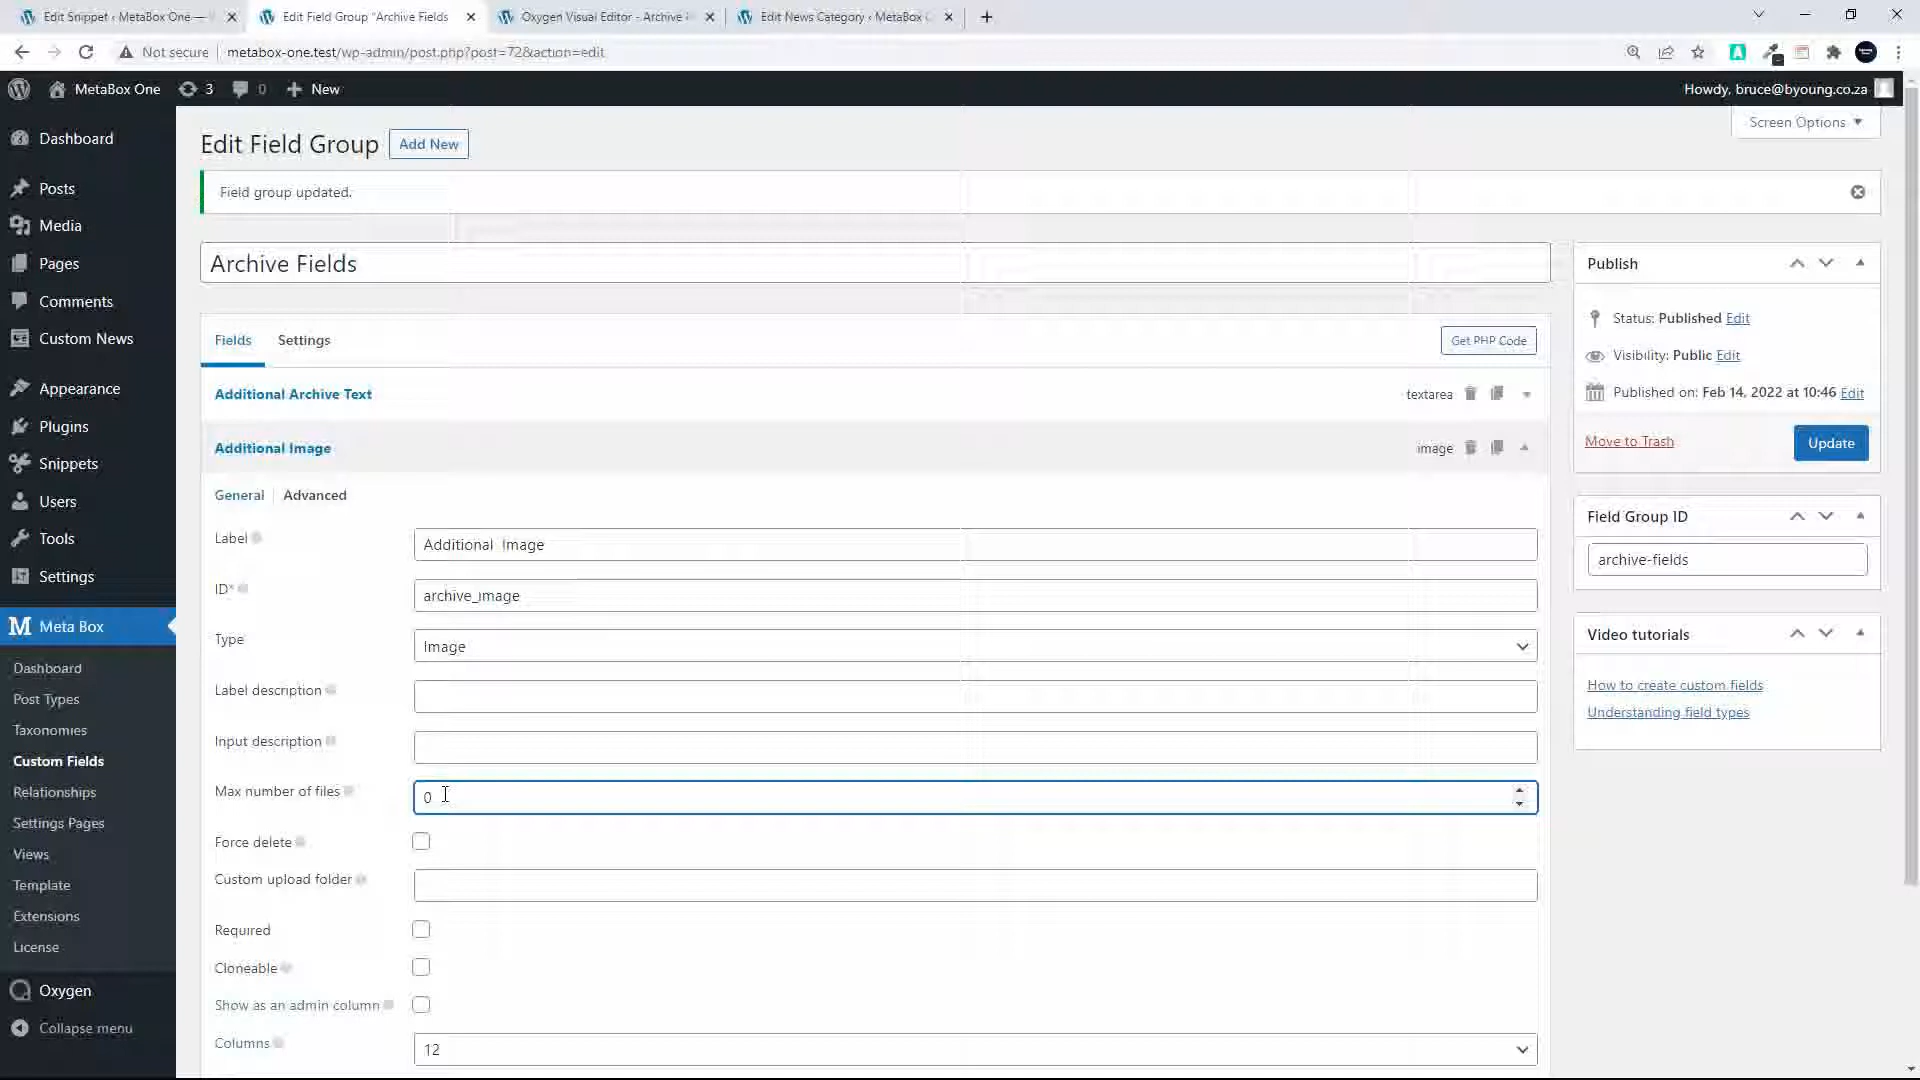 Edit Snippet ‹ MetaBox One — W
Edit Field Group "Archive Fields
Oxygen Visual Editor - Archive F
Edit News Category ‹ MetaBox O
Not secure
metabox-one.test/wp-admin/post.php?post=72&action=edit
MetaBox One
3
0
New
Howdy, bruce@byoung.co.za
Dashboard
Posts
Media
Pages
Comments
Custom News
Appearance
Plugins
Snippets
Users
Tools
Settings
Meta Box
Dashboard
Post Types
Taxonomies
Custom Fields
Relationships
Settings Pages
Views
Template
Extensions
License
Oxygen
Collapse menu
Screen Options
Edit Field Group
Add New
Field group updated.
Archive Fields
Fields
Settings
Get PHP Code
Additional Archive Text
textarea
Additional Image
image
General
Advanced
Label
Additional Image
ID*
archive_image
Type
Image
Label description
Input description
Max number of files
0
Force delete
Custom upload folder
Required
Cloneable
Show as an admin column
Columns
12
Publish
Status: Published Edit
Visibility: Public Edit
Published on: Feb 14, 2022 at 10:46 Edit
Move to Trash
Update
Field Group ID
archive-fields
Video tutorials
How to create custom fields
Understanding field types